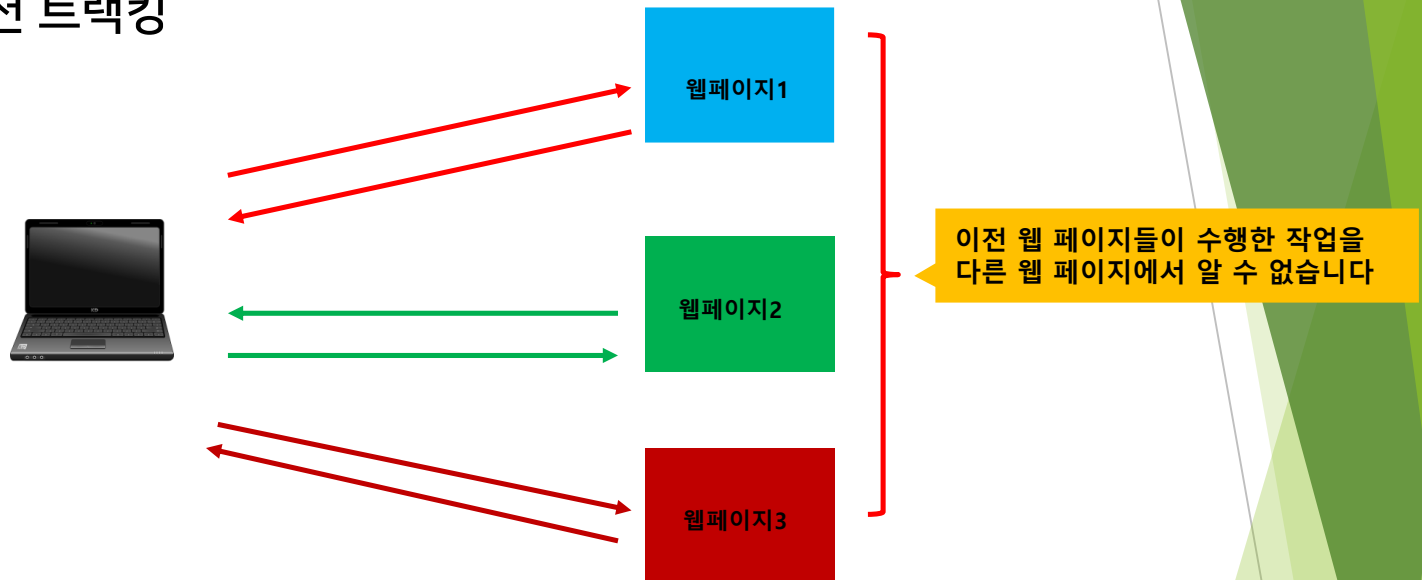 트랙킹
웹페이지1
이전 웹 페이지들이 수행한 작업을
다른 웹 페이지에서 알 수 없습니다
웹페이지2
웹페이지3